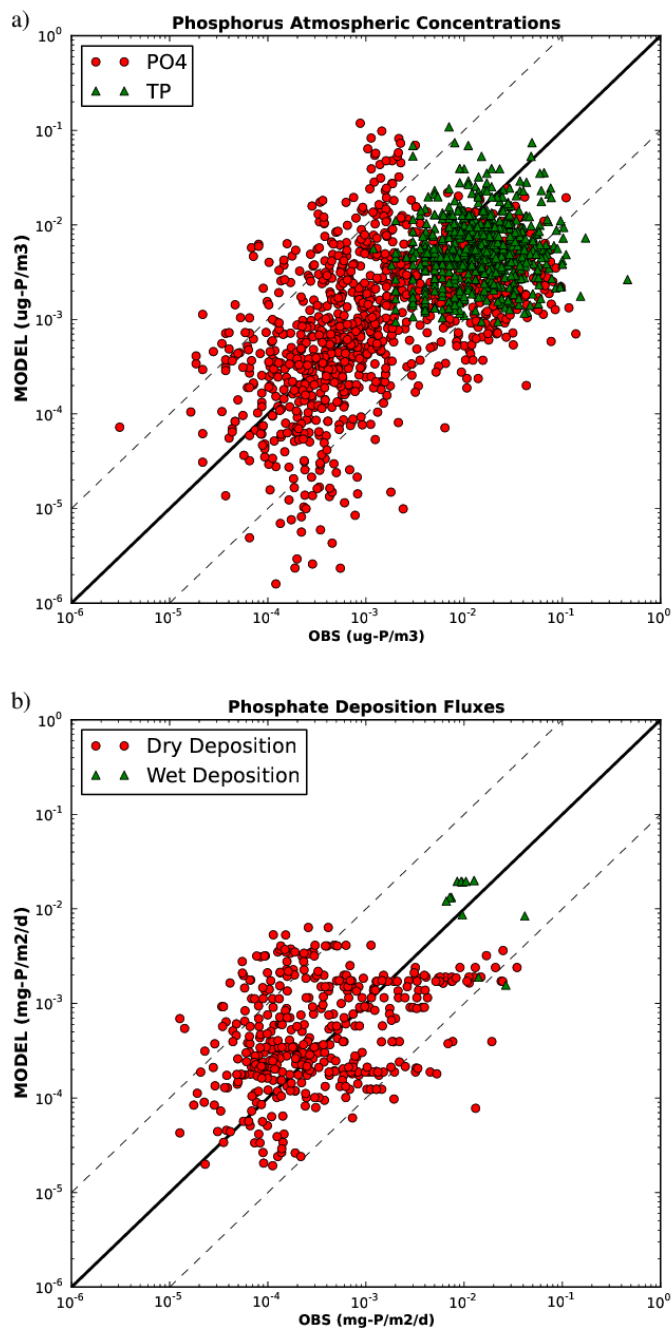 a)
Phosphorus Atmospheric Concentrations
10^0
PO4
TP
10^-1
10^-2
MODEL (ug-P/m3)
10^-3
10^-4
10^-5
10^-6
10^-6 10^-5 10^-4 10^-3 10^-2 10^-1 10^0
OBS (ug-P/m3)
b)
Phosphate Deposition Fluxes
10^0
Dry Deposition
Wet Deposition
10^-1
10^-2
MODEL (mg-P/m2/d)
10^-3
10^-4
10^-5
10^-6
10^-6 10^-5 10^-4 10^-3 10^-2 10^-1 10^0
OBS (mg-P/m2/d)